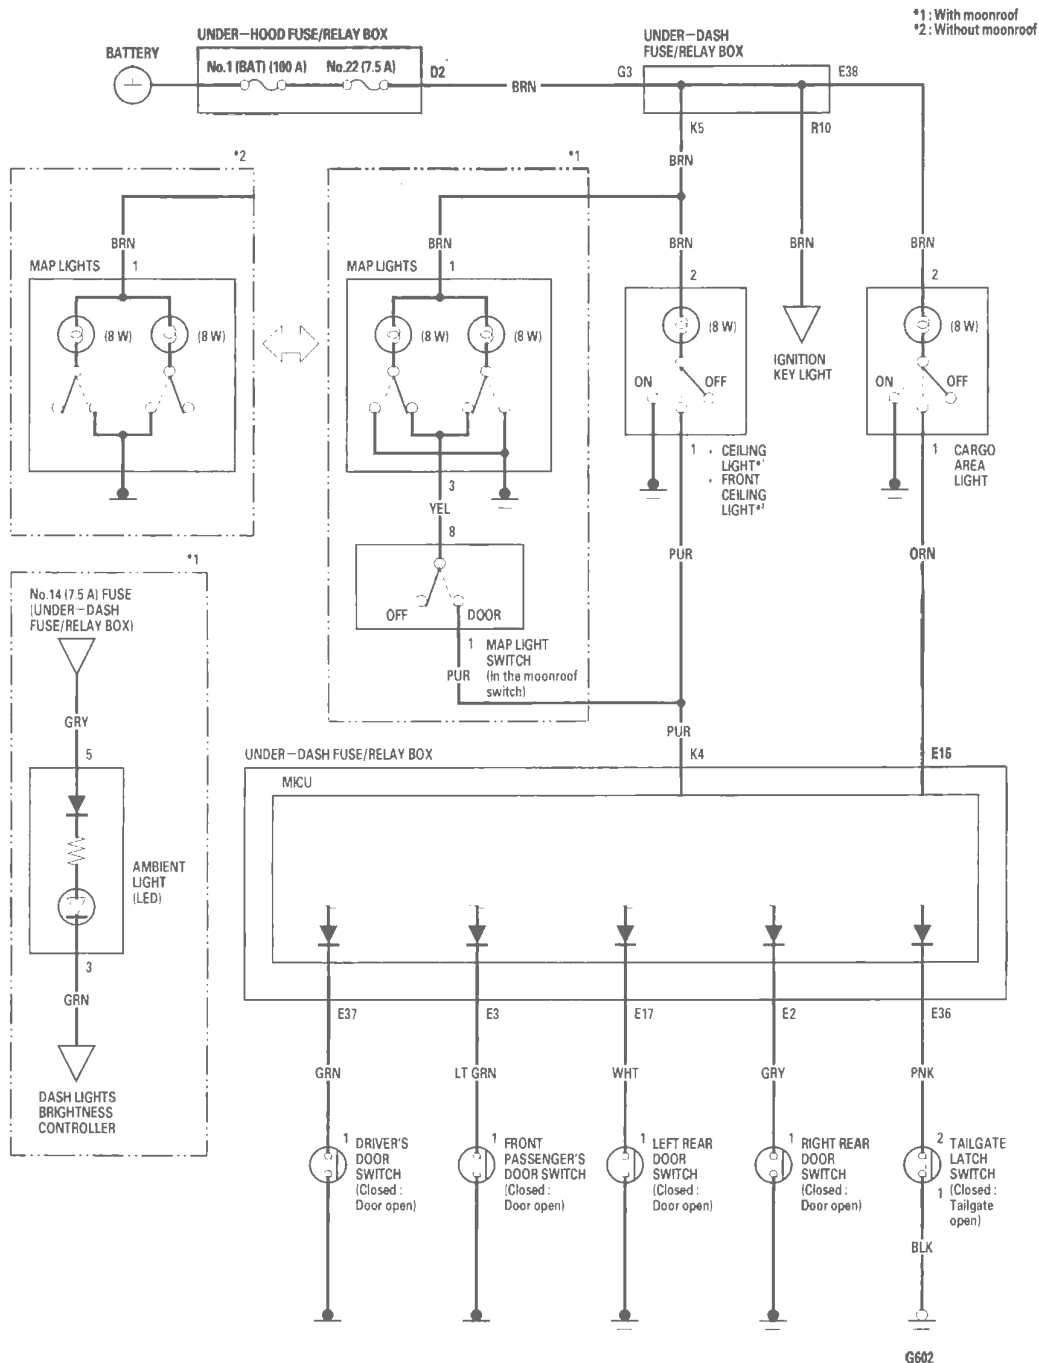 *1 : With moonroof
*2 : Without moonroof
BATTERY
UNDER-HOOD FUSE/RELAY BOX
No.1 (BAT) (100 A)
No.22 (7.5 A)
D2
BRN
UNDER-DASH
FUSE/RELAY BOX
G3
E38
K5
R10
BRN
*2
*1
BRN
BRN
BRN
BRN
BRN
MAP LIGHTS
1
MAP LIGHTS
1
2
2
(8 W)
(8 W)
(8 W)
(8 W)
(8 W)
(8 W)
IGNITION
KEY LIGHT
ON
OFF
ON
OFF
1
• CEILING
LIGHT*1
• FRONT
CEILING
LIGHT*2
1
CARGO
AREA
LIGHT
3
YEL
8
PUR
ORN
OFF
DOOR
1
MAP LIGHT
SWITCH
(In the moonroof
switch)
PUR
*1
No.14 (7.5 A) FUSE
(UNDER-DASH
FUSE/RELAY BOX)
GRY
5
AMBIENT
LIGHT
(LED)
3
GRN
DASH LIGHTS
BRIGHTNESS
CONTROLLER
PUR
UNDER-DASH FUSE/RELAY BOX
K4
E16
MICU
E37
E3
E17
E2
E36
GRN
LT GRN
WHT
GRY
PNK
1
DRIVER'S
DOOR
SWITCH
(Closed :
Door open)
1
FRONT
PASSENGER'S
DOOR SWITCH
(Closed :
Door open)
1
LEFT REAR
DOOR
SWITCH
(Closed :
Door open)
1
RIGHT REAR
DOOR
SWITCH
(Closed :
Door open)
2
TAILGATE
LATCH
SWITCH
(Closed :
Tailgate
open)
1
BLK
G602